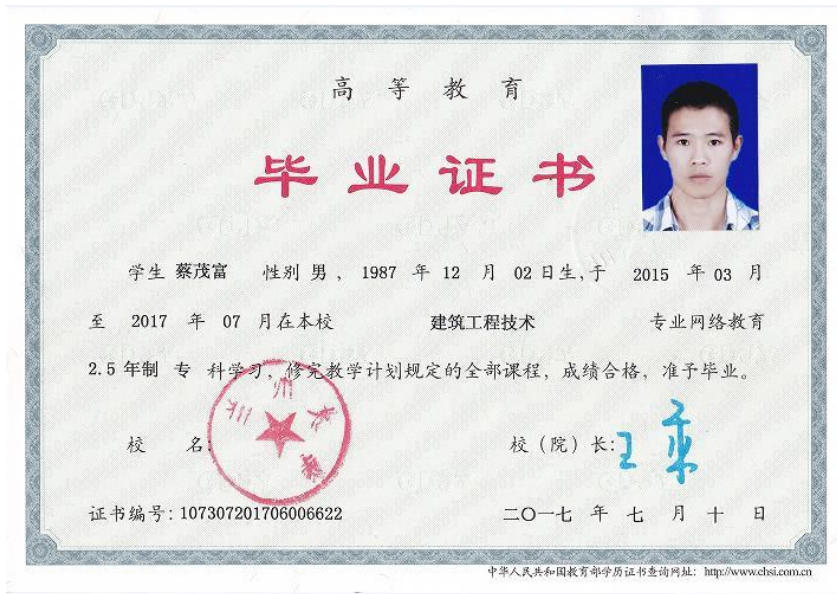 高等教育
毕业证书
学生 蔡茂富 性别 男 ， 1987 年 12 月 02 日生,于 2015 年 03 月
至 2017 年 07 月在本校 建筑工程技术 专业网络教育
2.5 年制 专 科学习，修完教学计划规定的全部课程，成绩合格，准予毕业。
兰州大学
校 名: 校（院）长: 王乘
证书编号: 107307201706006622 二〇一七 年 七 月 十 日
中华人民共和国教育部学历证书查询网址: http://www.chsi.com.cn